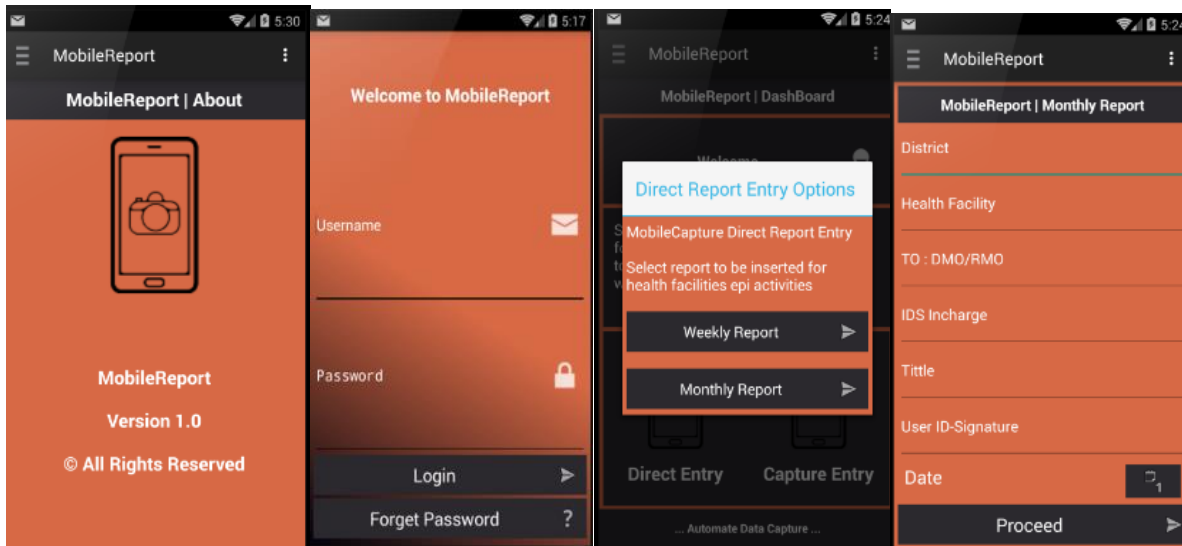 5:30
MobileReport
MobileReport | About
MobileReport
Version 1.0
© All Rights Reserved
5:17
Welcome to MobileReport
Username
Password
Login
Forget Password
?
5:24
MobileReport
MobileReport | DashBoard
Welcome
Direct Report Entry Options
MobileCapture Direct Report Entry
Select report to be inserted for
health facilities epi activities
Weekly Report
Monthly Report
Direct Entry
Capture Entry
... Automate Data Capture ...
5:24
MobileReport
MobileReport | Monthly Report
District
Health Facility
TO : DMO/RMO
IDS Incharge
Tittle
User ID-Signature
Date
Proceed